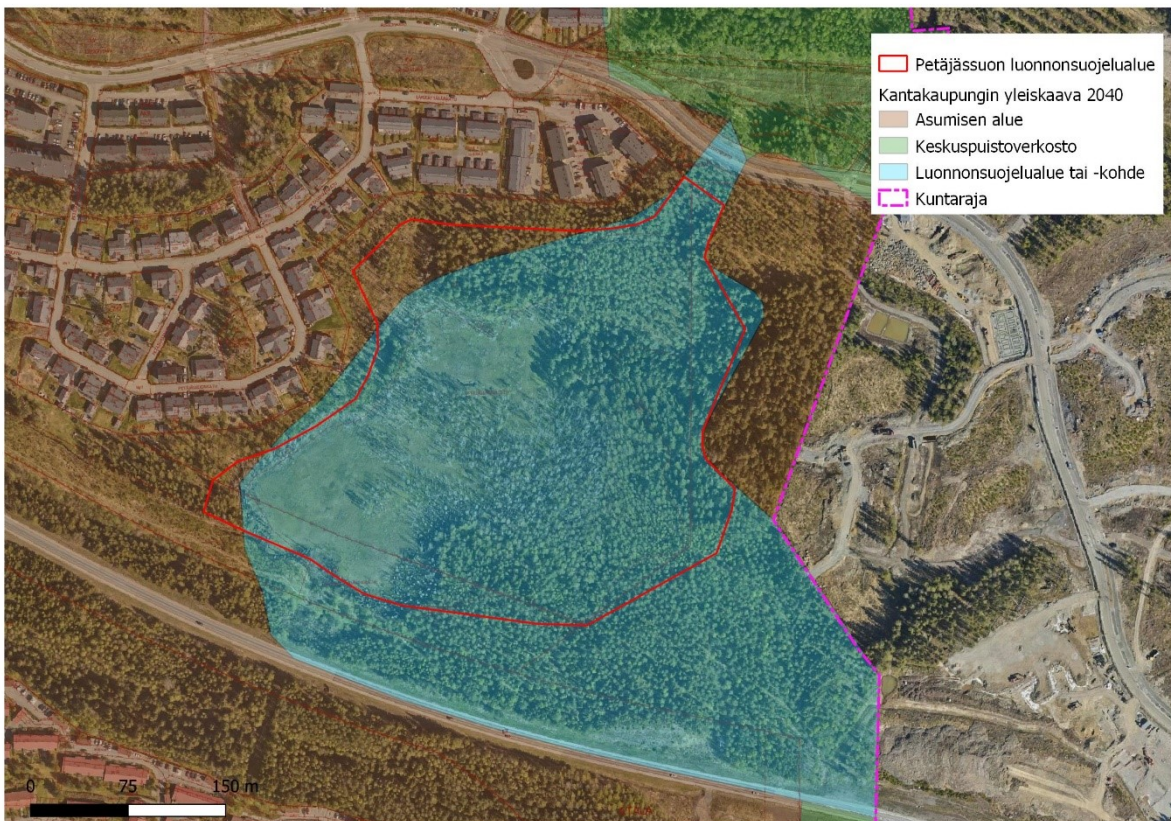 Petäjässuon luonnonsuojelualue
Kantakaupungin yleiskaava 2040
Asumisen alue
Keskuspuistoverkosto
Luonnonsuojelualue tai -kohde
Kuntaraja
0 75 150 m